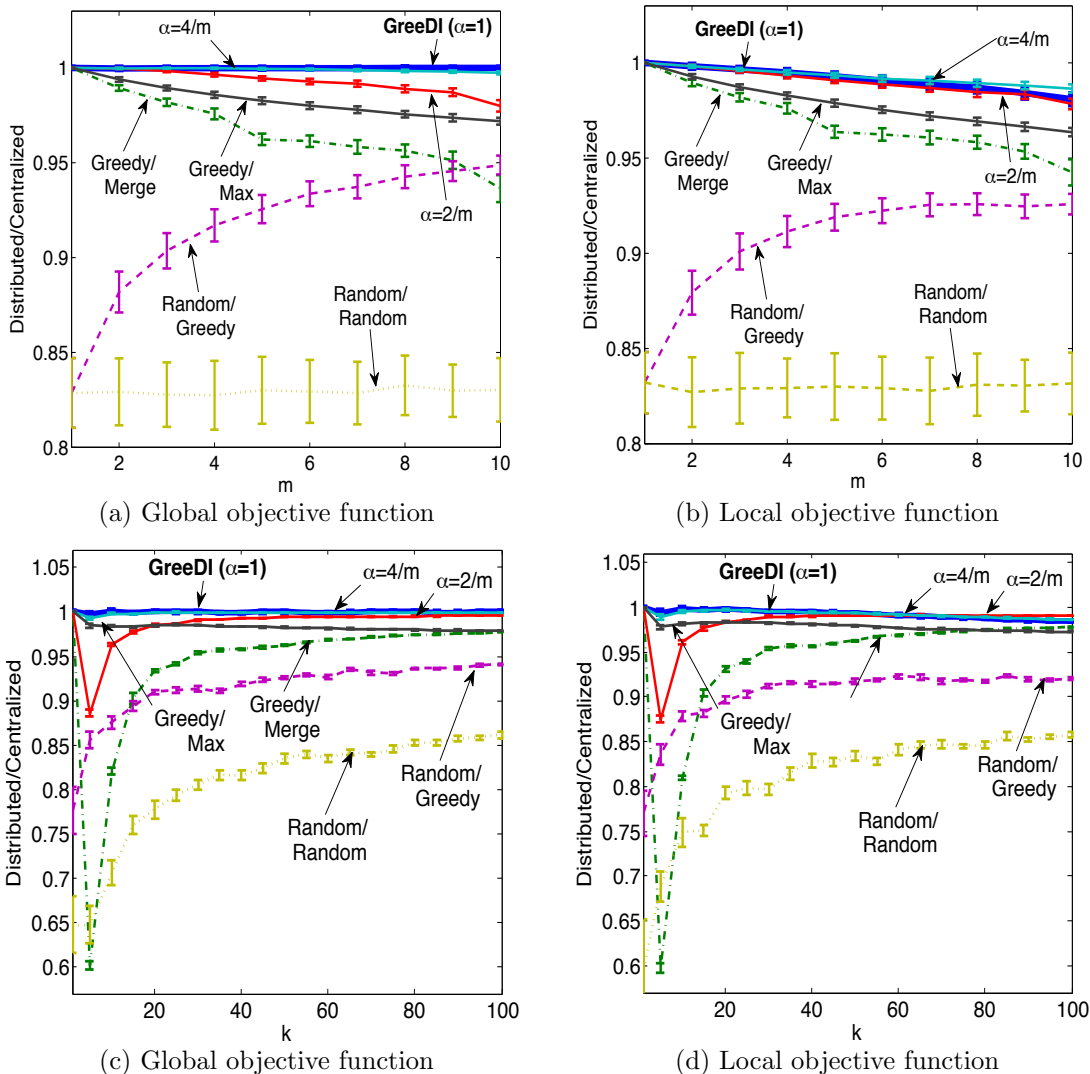 α=4/m
GreeDI (α=1)
1
0.95
0.9
0.85
0.8
Distributed/Centralized
Greedy/
Merge
Greedy/
Max
α=2/m
Random/
Greedy
Random/
Random
2
4
6
8
10
m
(a) Global objective function
GreeDI (α=1)
α=4/m
1
0.95
0.9
0.85
0.8
Distributed/Centralized
Greedy/
Merge
Greedy/
Max
α=2/m
Random/
Greedy
Random/
Random
2
4
6
8
10
m
(b) Local objective function
GreeDI (α=1)
α=4/m
α=2/m
1.05
1
0.95
0.9
0.85
0.8
0.75
0.7
0.65
0.6
Distributed/Centralized
Greedy/
Max
Greedy/
Merge
Random/
Greedy
Random/
Random
20
40
60
80
100
k
(c) Global objective function
GreeDI (α=1)
α=4/m
α=2/m
1.05
1
0.95
0.9
0.85
0.8
0.75
0.7
0.65
0.6
Distributed/Centralized
Greedy/
Max
Random/
Greedy
Random/
Random
20
40
60
80
100
k
(d) Local objective function